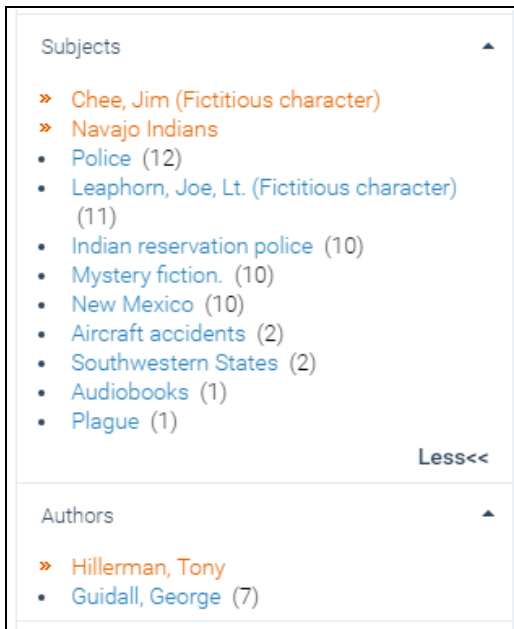 Subjects
» Chee, Jim (Fictitious character)
» Navajo Indians
• Police (12)
• Leaphorn, Joe, Lt. (Fictitious character)
(11)
• Indian reservation police (10)
• Mystery fiction. (10)
• New Mexico (10)
• Aircraft accidents (2)
• Southwestern States (2)
• Audiobooks (1)
• Plague (1)
Less<<
Authors
» Hillerman, Tony
• Guidall, George (7)